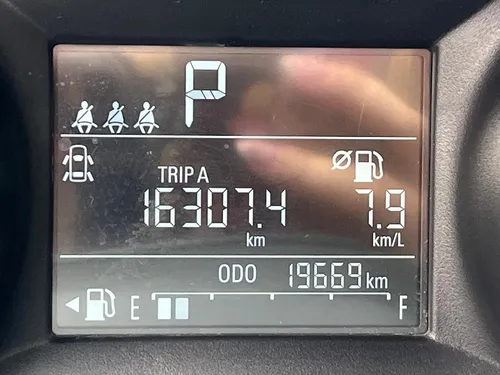 P
TRIP A
16307.4 7.9
km km/L
ODO 19669 km
E F